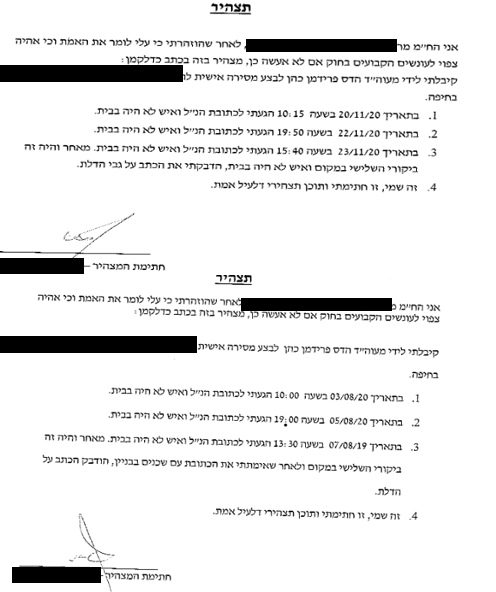 תצהיר
אני הח״מ מר , לאחר שהוזהרתי כי עלי לומר את האמת וכי אהיה
צפוי לעונשים הקבועים בחוק אם לא אעשה כן, מצהיר בזה בכתב כדלקמן:
קיבלתי לידי מעוה״ד הדס פרידמן כהן לבצע מסירה אישית
בחיפה.
1. בתאריך 20/11/20 בשעה 10:15 הגעתי לכתובת הנ״ל ואיש לא היה בבית.
2. בתאריך 22/11/20 בשעה 19:50 הגעתי לכתובת הנ״ל ואיש לא היה בבית.
3. בתאריך 23/11/20 בשעה 15:40 הגעתי לכתובת הנ״ל ואיש לא היה בבית. מאחר והיה זה
ביקורי השלישי במקום ואיש לא היה בבית, הדבקתי את הכתב על גבי הדלת.
4. זה שמי, זו חתימתי ותוכן תצהירי דלעיל אמת.
חתימת המצהיר –
תצהיר
אני הח״מ לאחר שהוזהרתי כי עלי לומר את האמת וכי אהיה
צפוי לעונשים הקבועים בחוק אם לא אעשה כן, מצהיר בזה בכתב כדלקמן:
קיבלתי לידי מעוה״ד הדס פרידמן כהן לבצע מסירה אישית
בחיפה.
1. בתאריך 03/08/20 בשעה 10:00 הגעתי לכתובת הנ״ל ואיש לא היה בבית.
2. בתאריך 05/08/20 בשעה 19:00 הגעתי לכתובת הנ״ל ואיש לא היה בבית.
3. בתאריך 07/08/19 בשעה 13:30 הגעתי לכתובת הנ״ל ואיש לא היה בבית. מאחר והיה זה
ביקורי השלישי במקום ולאחר שאימתתי את הכתובת עם שכנים בבניין, הודבק הכתב על
הדלת.
4. זה שמי, זו חתימתי ותוכן תצהירי דלעיל אמת.
חתימת המצהיר –